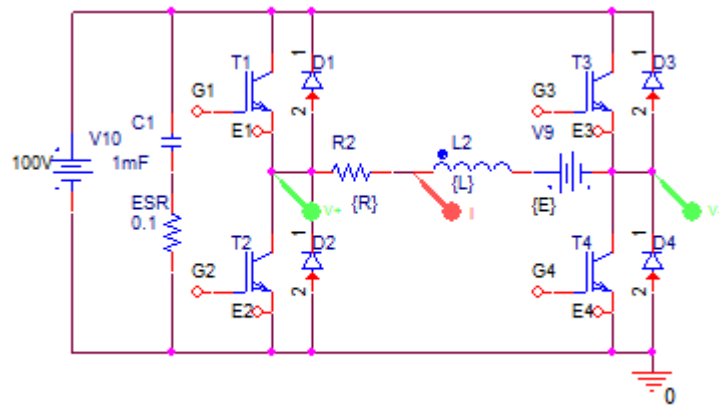 T1
D1
1
2
G1
E1
C1
V10
100V
1mF
ESR
0.1
R2
{R}
L2
{L}
V9
{E}
T3
D3
1
2
G3
E3
V+
I
V-
T2
D2
1
2
G2
E2
T4
D4
1
2
G4
E4
0